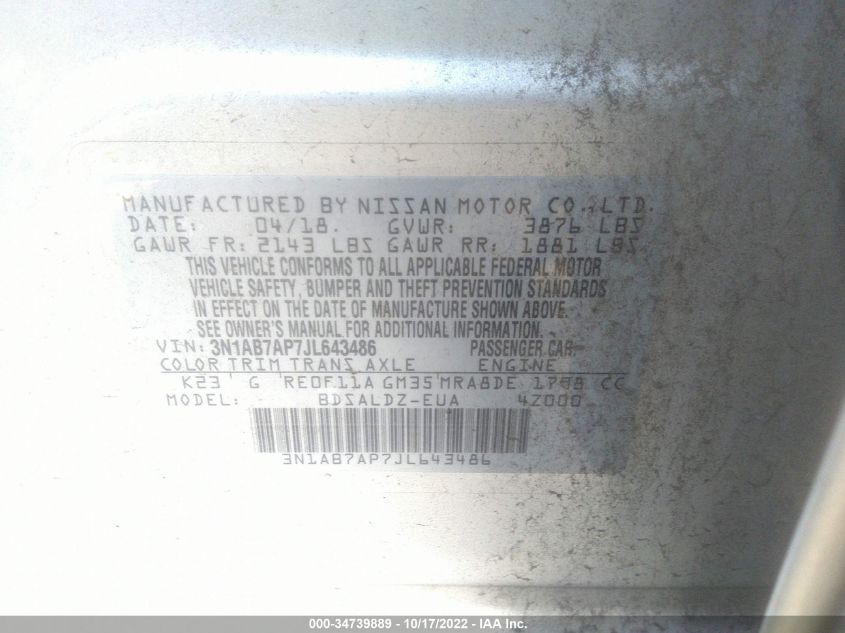 MANUFACTURED BY NISSAN MOTOR CO.,LTD.
DATE: 04/18. GVWR: 3876 LBS
GAWR FR: 2143 LBS GAWR RR: 1881 LBS
THIS VEHICLE CONFORMS TO ALL APPLICABLE FEDERAL MOTOR
VEHICLE SAFETY, BUMPER AND THEFT PREVENTION STANDARDS
IN EFFECT ON THE DATE OF MANUFACTURE SHOWN ABOVE.
SEE OWNER'S MANUAL FOR ADDITIONAL INFORMATION.
VIN: 3N1AB7AP7JL643486 PASSENGER CAR
COLOR TRIM TRANS AXLE ENGINE
K23 G RE0F11A GM35 MRA8DE 1798 CC
MODEL: BDSALDZ-EUA 4Z000
3N1AB7AP7JL643486
000-34739889 - 10/17/2022 - IAA Inc.